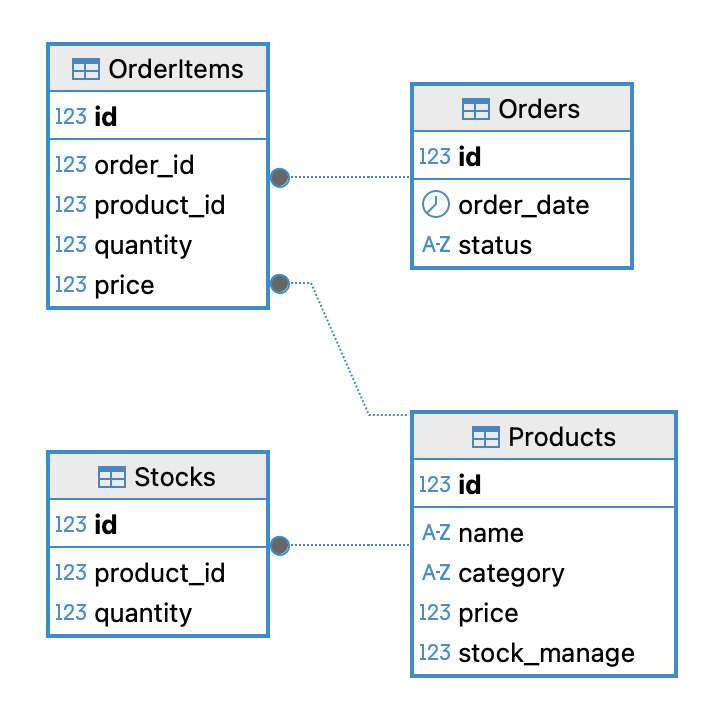 OrderItems
123 id
123 order_id
123 product_id
123 quantity
123 price
Orders
123 id
order_date
A-Z status
Stocks
123 id
123 product_id
123 quantity
Products
123 id
A-Z name
A-Z category
123 price
123 stock_manage